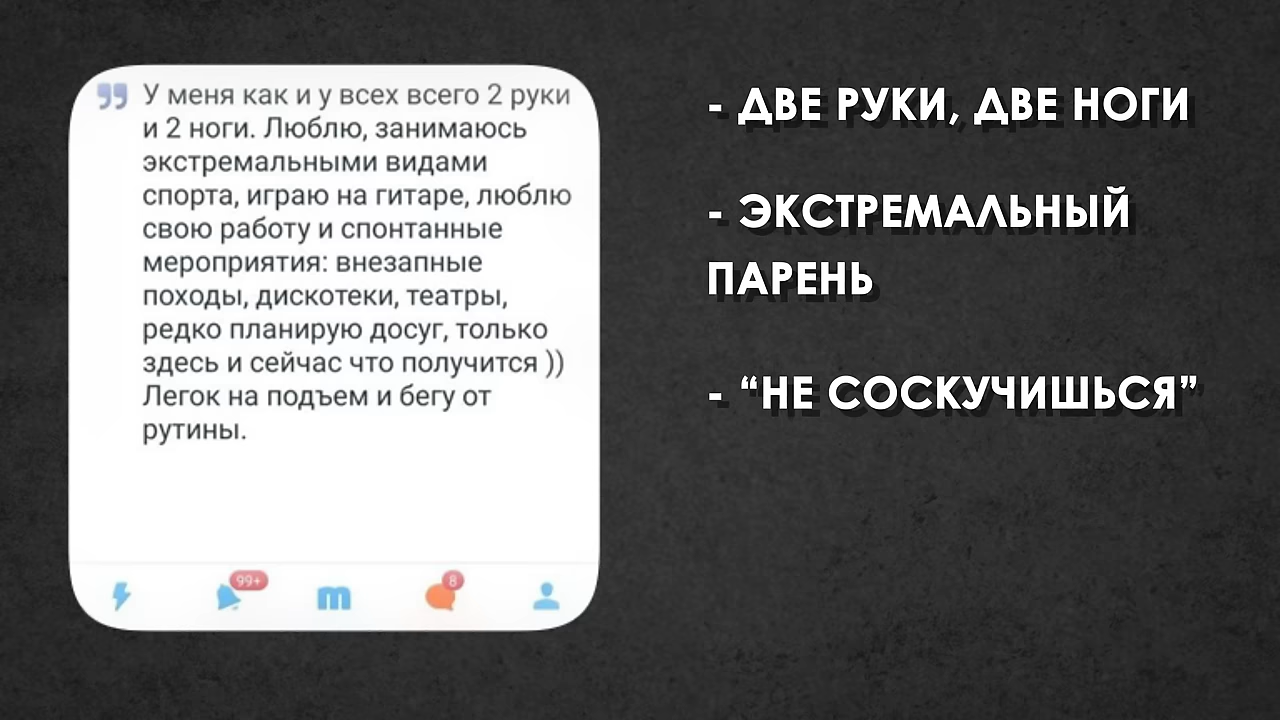 У меня как и у всех всего 2 руки
и 2 ноги. Люблю, занимаюсь
экстремальными видами
спорта, играю на гитаре, люблю
свою работу и спонтанные
мероприятия: внезапные
походы, дискотеки, театры,
редко планирую досуг, только
здесь и сейчас что получится ))
Легок на подъем и бегу от
рутины.
99+
m
8
- ДВЕ РУКИ, ДВЕ НОГИ
- ЭКСТРЕМАЛЬНЫЙ
ПАРЕНЬ
- “НЕ СОСКУЧИШЬСЯ”